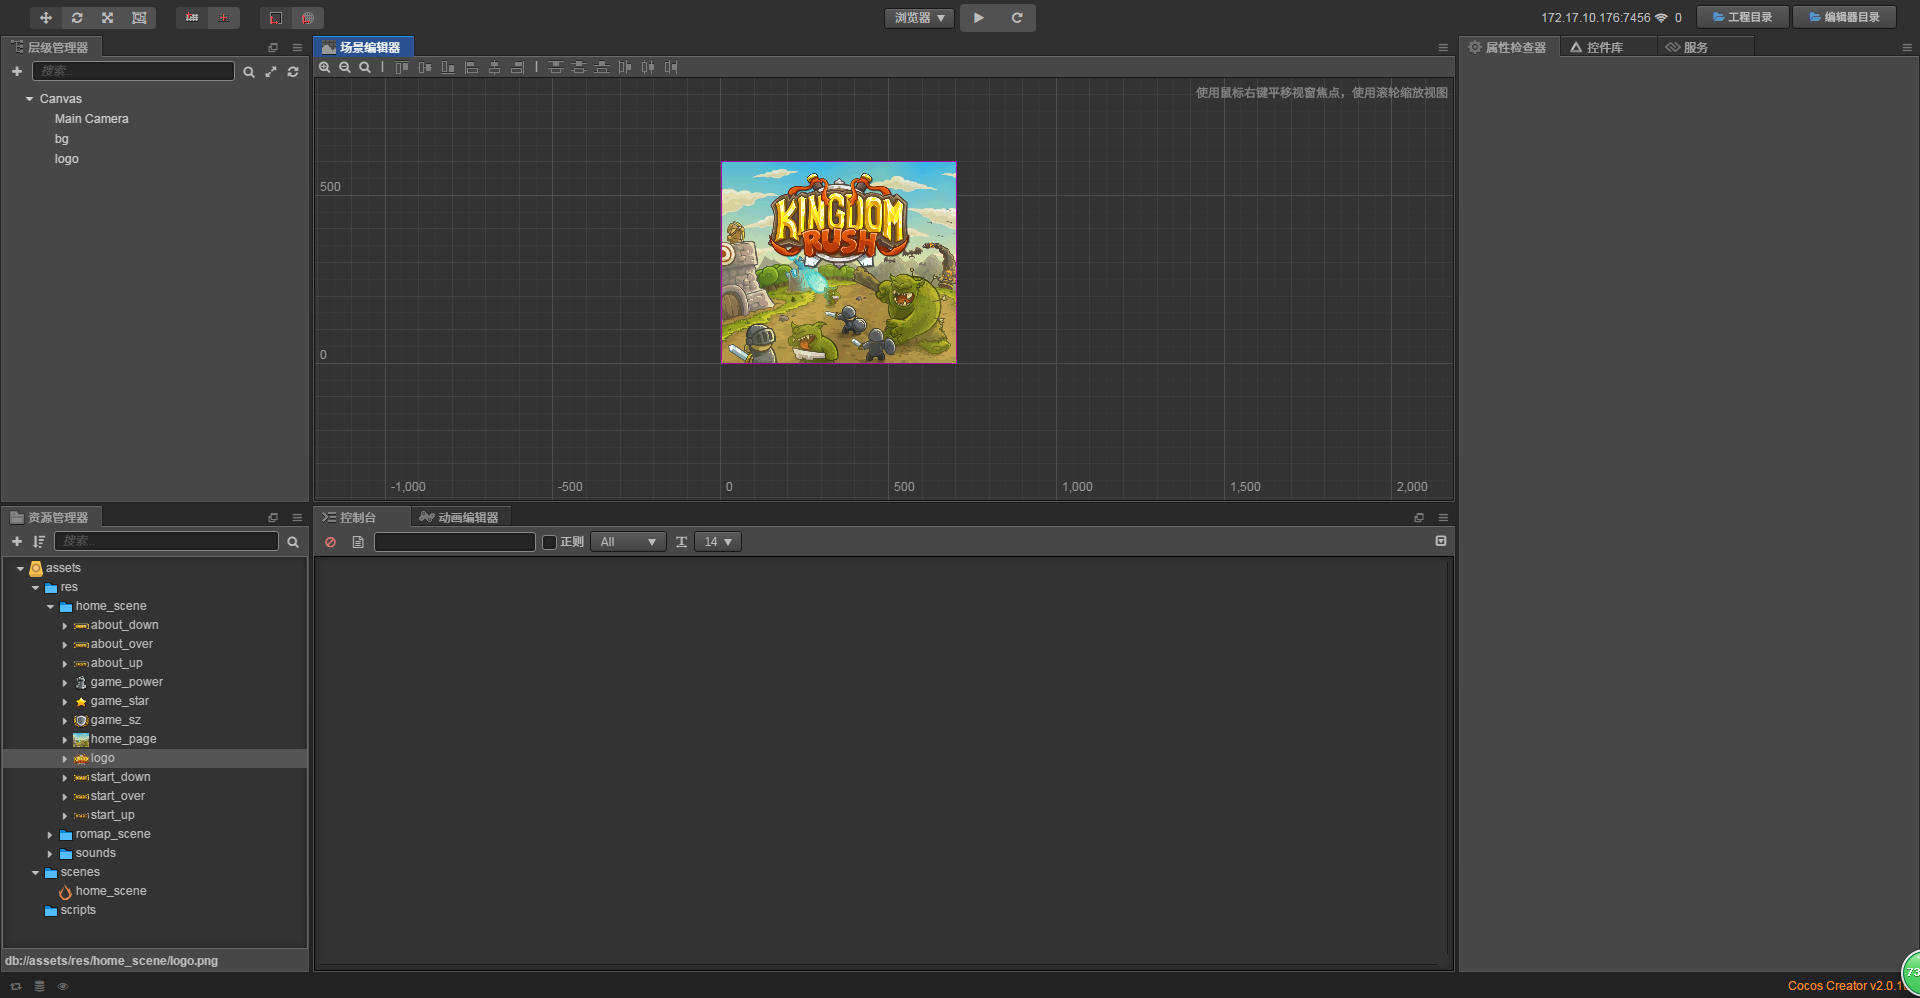 浏览器
172.17.10.176:7456 0
工程目录
编辑器目录
层级管理器
搜索...
Canvas
Main Camera
bg
logo
场景编辑器
使用鼠标右键平移视窗焦点，使用滚轮缩放视图
KINGDOM
RUSH
500
0
-1,000
-500
0
500
1,000
1,500
2,000
属性检查器
控件库
服务
资源管理器
搜索...
assets
res
home_scene
about_down
about_over
about_up
game_power
game_star
game_sz
home_page
logo
start_down
start_over
start_up
romap_scene
sounds
scenes
home_scene
scripts
db://assets/res/home_scene/logo.png
控制台
动画编辑器
正则
All
14
73
Cocos Creator v2.0.1